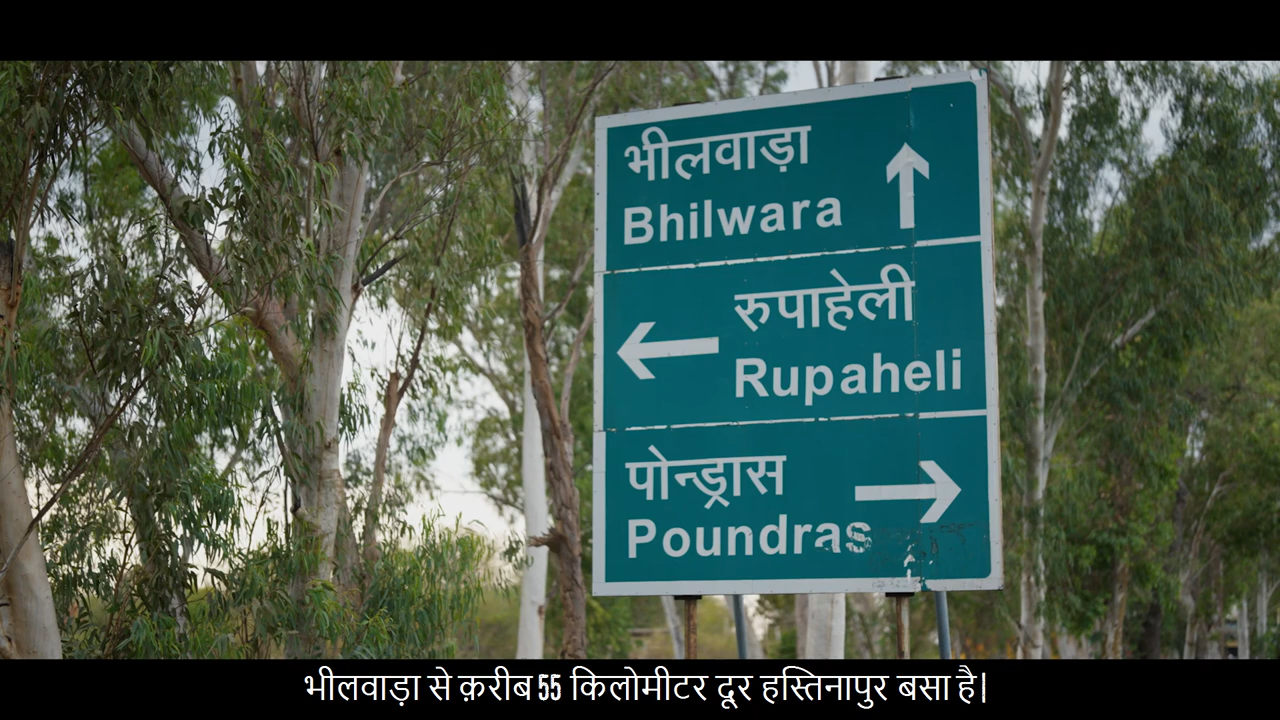 भीलवाड़ा
Bhilwara
रुपाहेली
Rupaheli
पोन्ड्रास
Poundras
भीलवाड़ा से क़रीब 55 किलोमीटर दूर हस्तिनापुर बसा है|